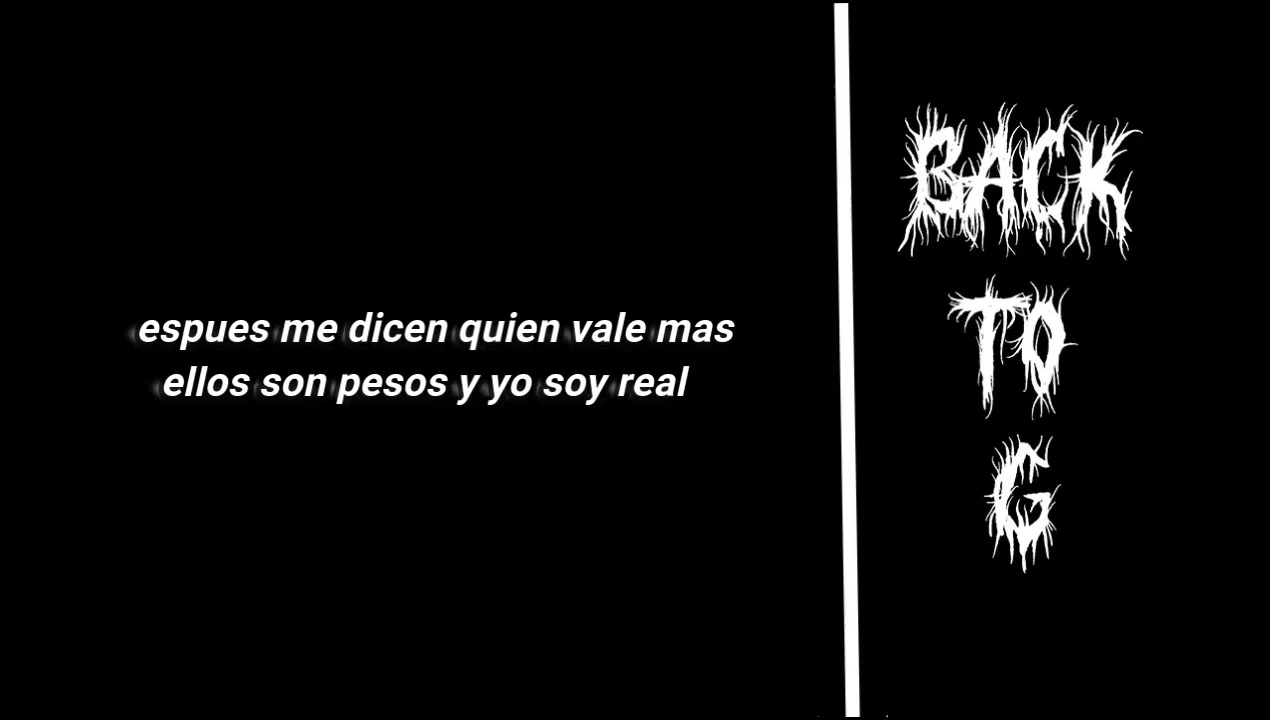 espues me dicen quien vale mas
ellos son pesos y yo soy real
BACK
TO
G